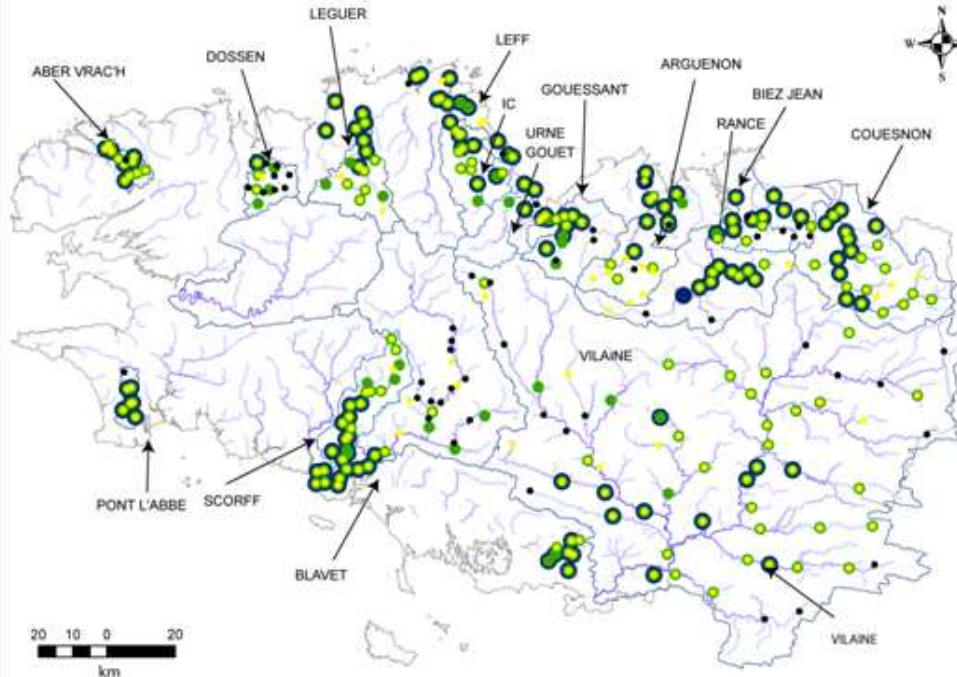 LEGUER
N
W
E
S
LEFF
DOSSEN
ARGUENON
ABER VRAC'H
GOUESSANT
BIEZ JEAN
IC
RANCE
URNE
COUESNON
GOUET
VILAINE
PONT L'ABBE
SCORFF
BLAVET
VILAINE
20 10 0 20
km